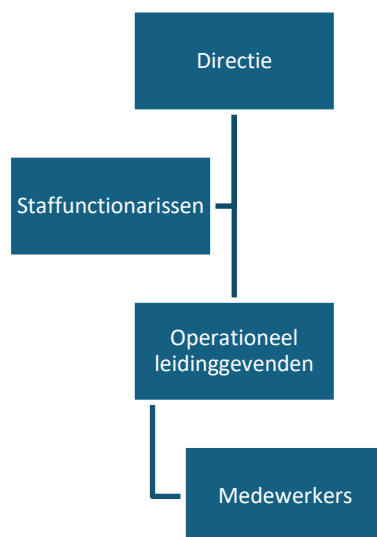 Directie
Staffunctionarissen
Operationeel
leidinggevenden
Medewerkers